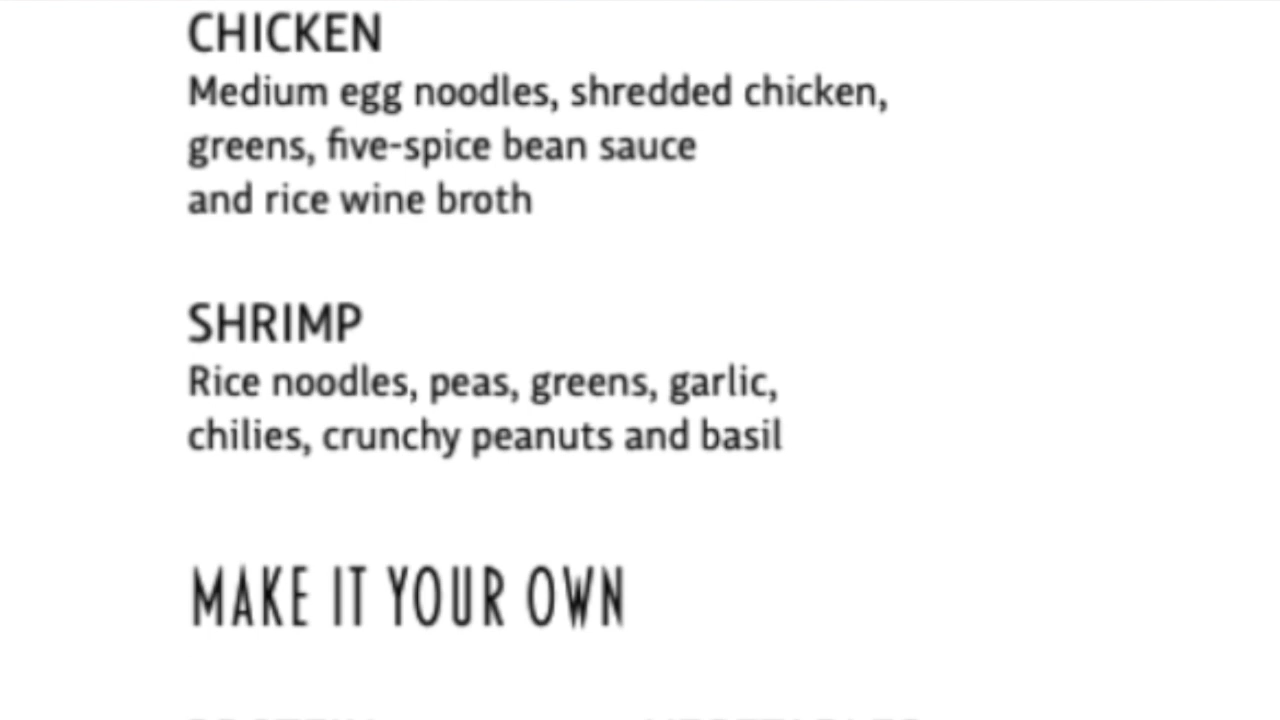 CHICKEN
Medium egg noodles, shredded chicken,
greens, five-spice bean sauce
and rice wine broth
SHRIMP
Rice noodles, peas, greens, garlic,
chilies, crunchy peanuts and basil
MAKE IT YOUR OWN